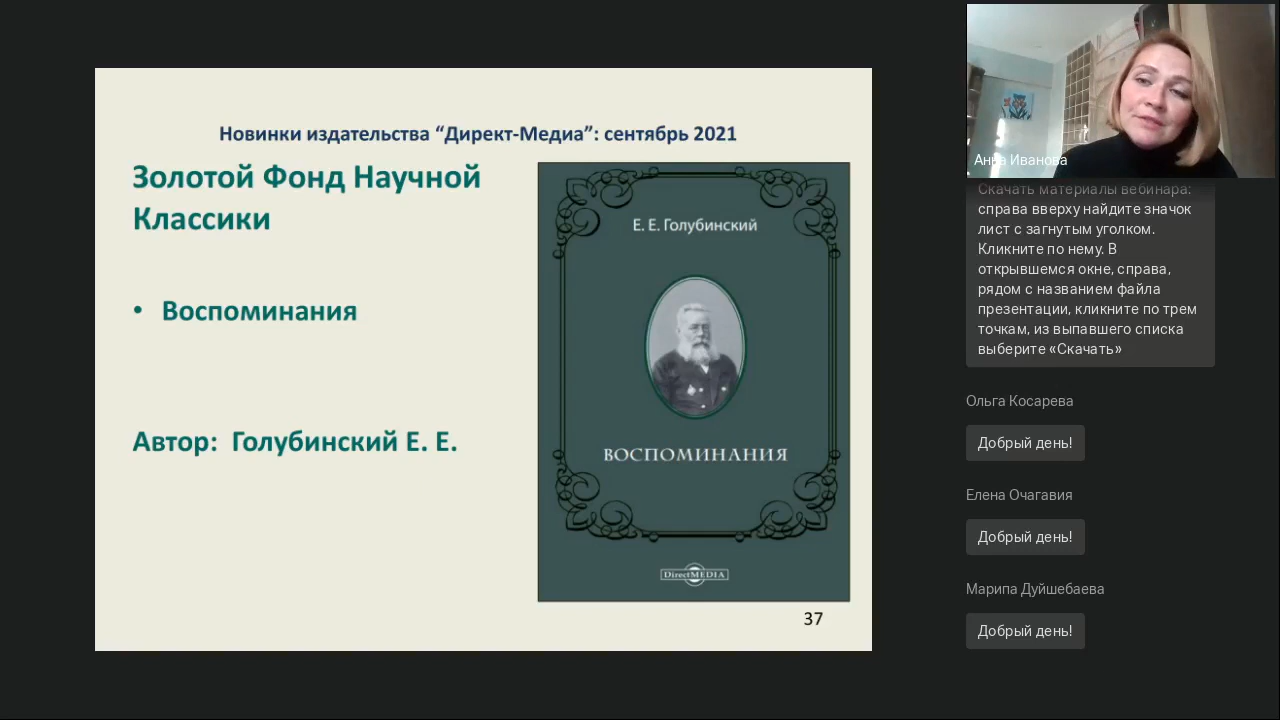 Новинки издательства “Директ-Медиа”: сентябрь 2021
Золотой Фонд Научной
Классики
• Воспоминания
Автор: Голубинский Е. Е.
Е. Е. Голубинский
ВОСПОМИНАНИЯ
DirectMEDIA
37
Анна Иванова
Скачать материалы вебинара:
справа вверху найдите значок
лист с загнутым уголком.
Кликните по нему. В
открывшемся окне, справа,
рядом с названием файла
презентации, кликните по трем
точкам, из выпавшего списка
выберите «Скачать»
Ольга Косарева
Добрый день!
Елена Очагавия
Добрый день!
Марипа Дуйшебаева
Добрый день!